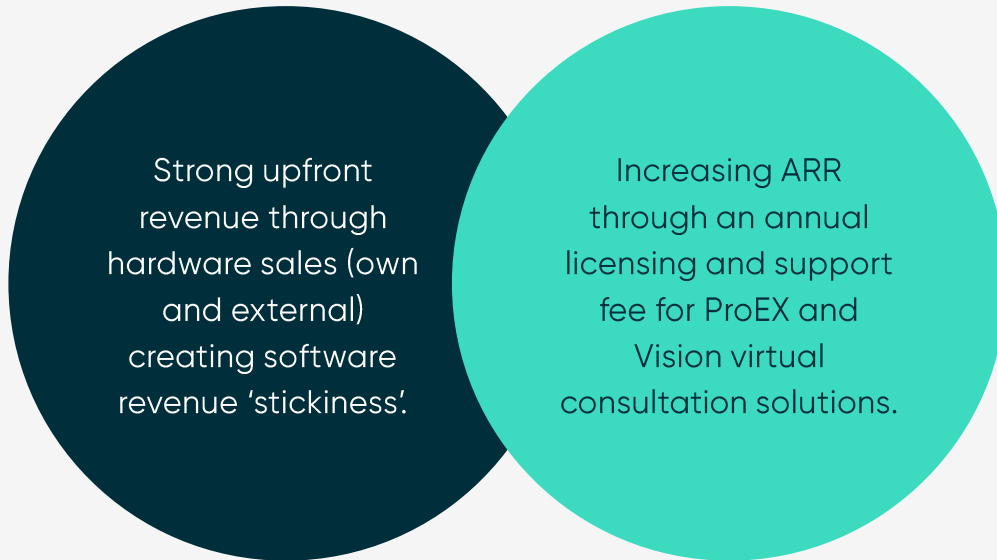 Strong upfront
revenue through
hardware sales (own
and external)
creating software
revenue ‘stickiness’.
Increasing ARR
through an annual
licensing and support
fee for ProEX and
Vision virtual
consultation solutions.